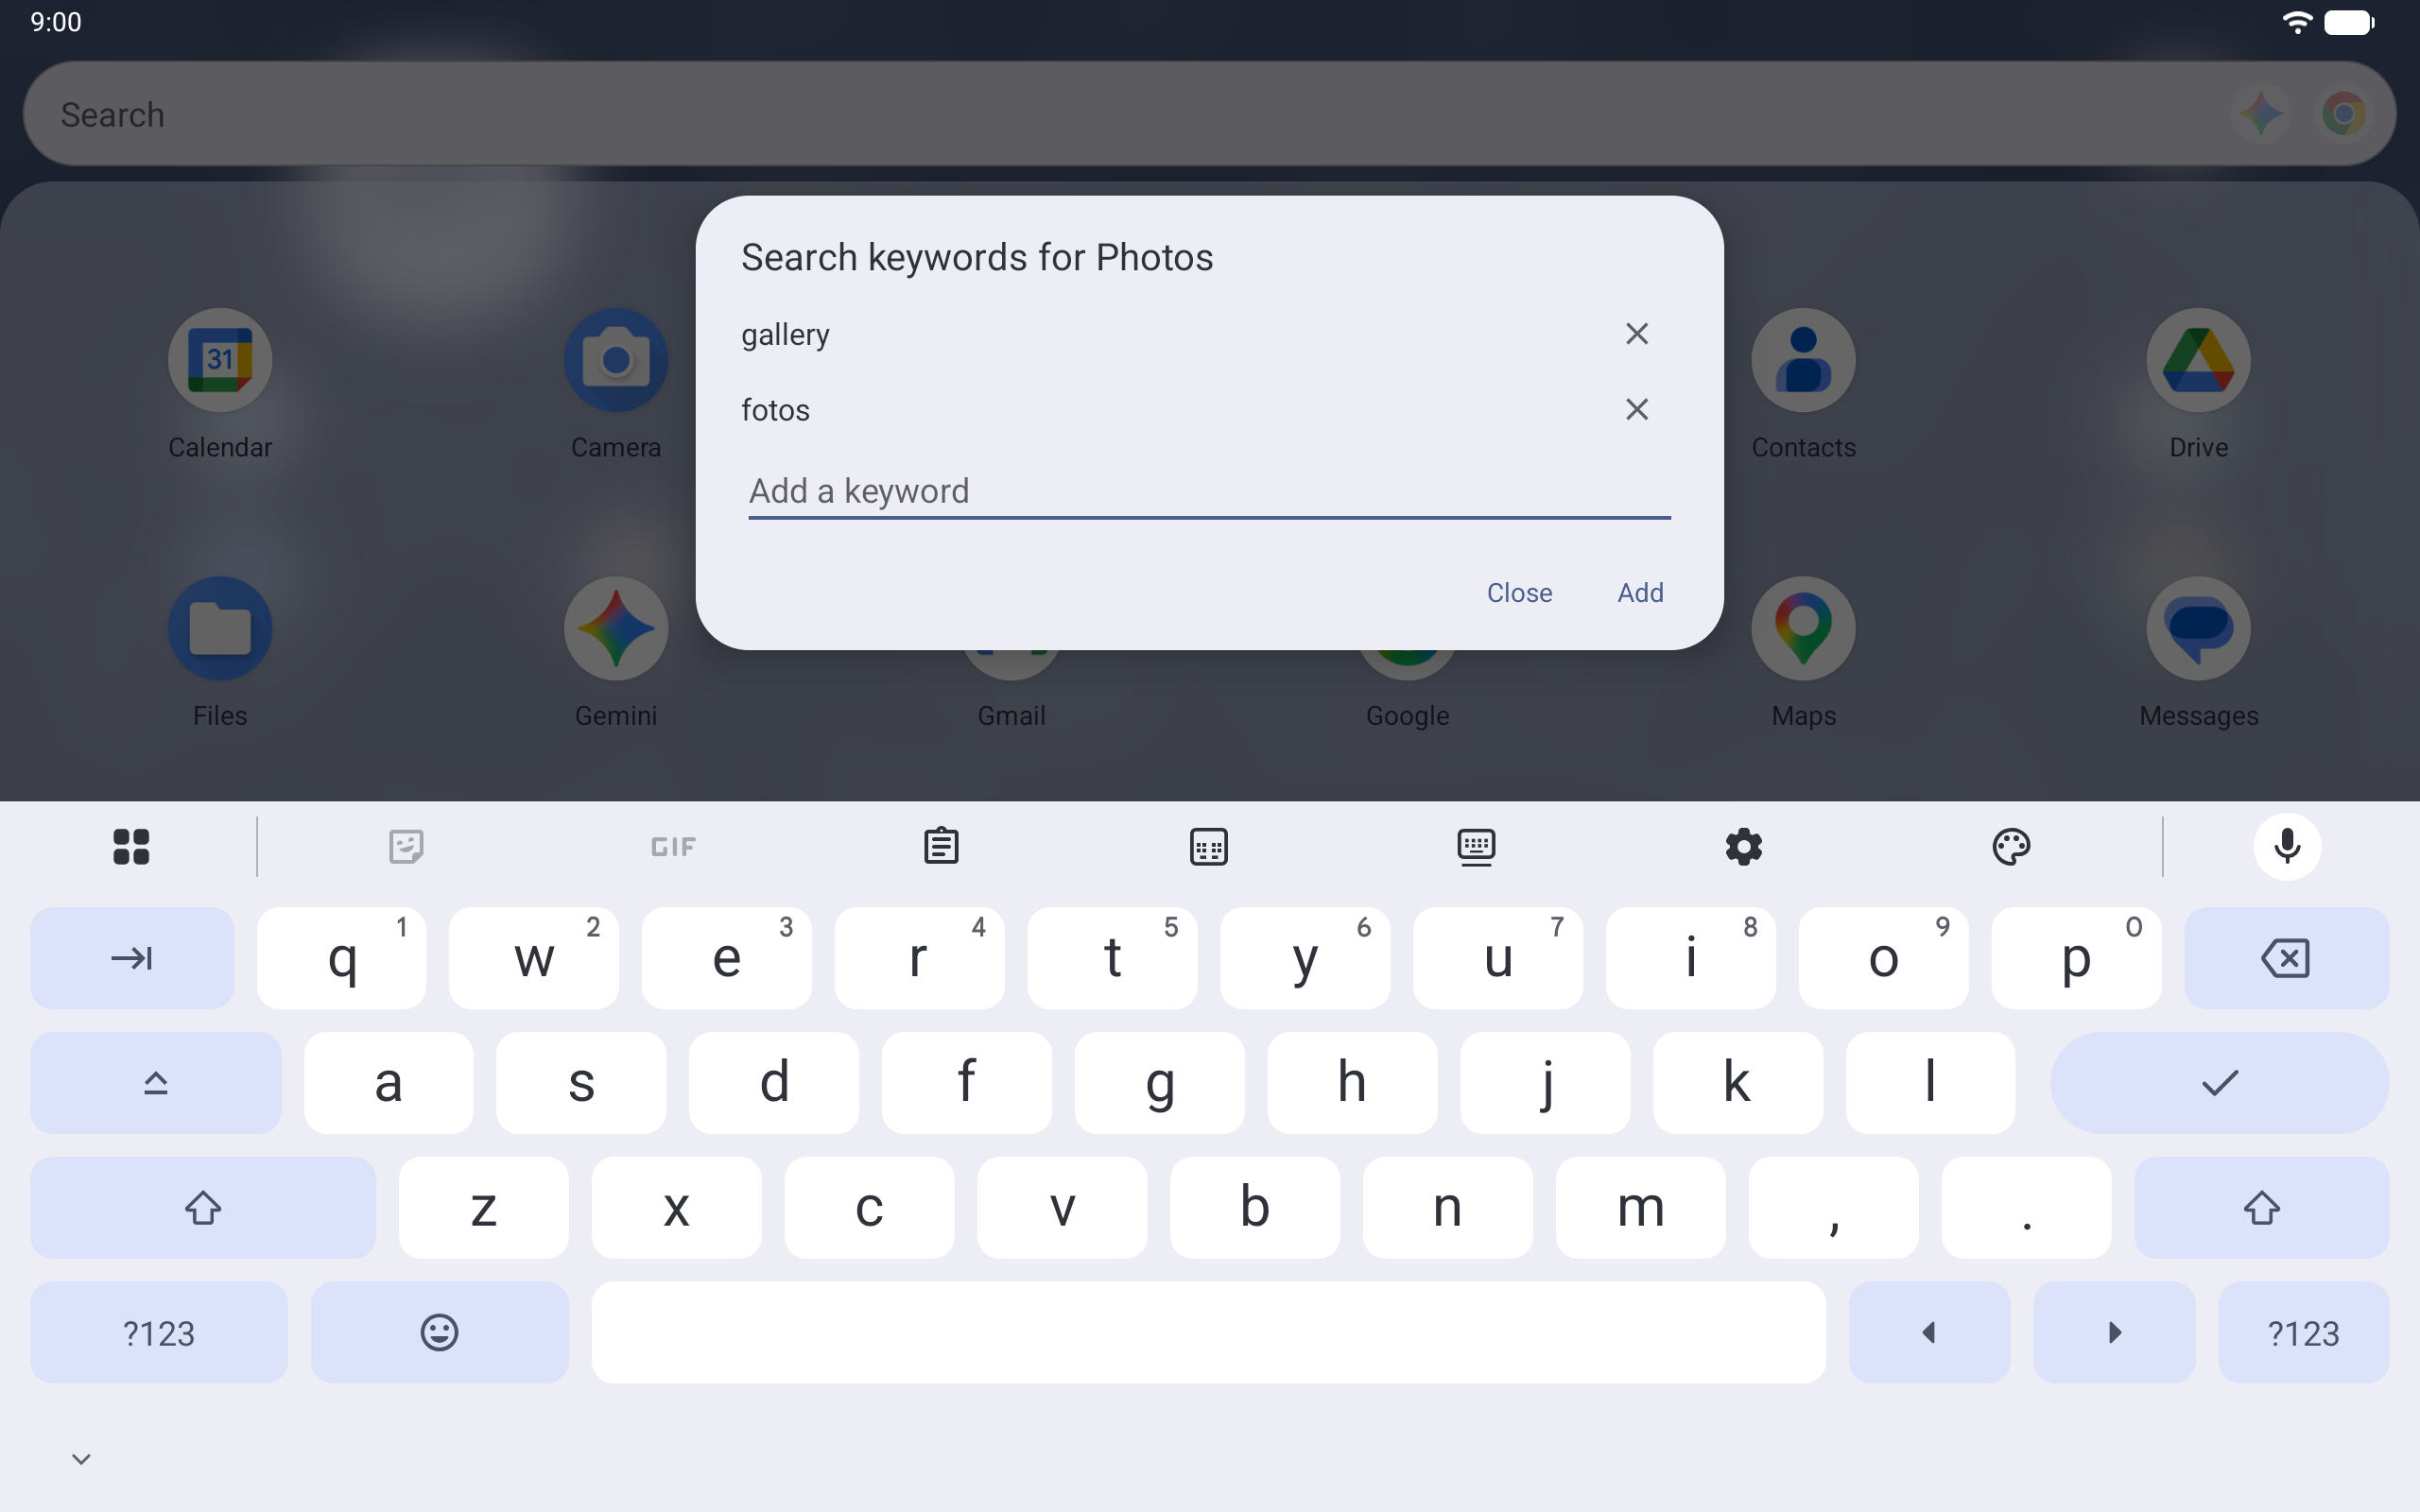 9:00
Search
Search keywords for Photos
gallery
fotos
Add a keyword
Close Add
31
Calendar Camera Contacts Drive
Files Gemini Gmail Google Maps Messages
GIF
q 1 w 2 e 3 r 4 t 5 y 6 u 7 i 8 o 9 p 0
a s d f g h j k l
z x c v b n m , .
?123 ?123